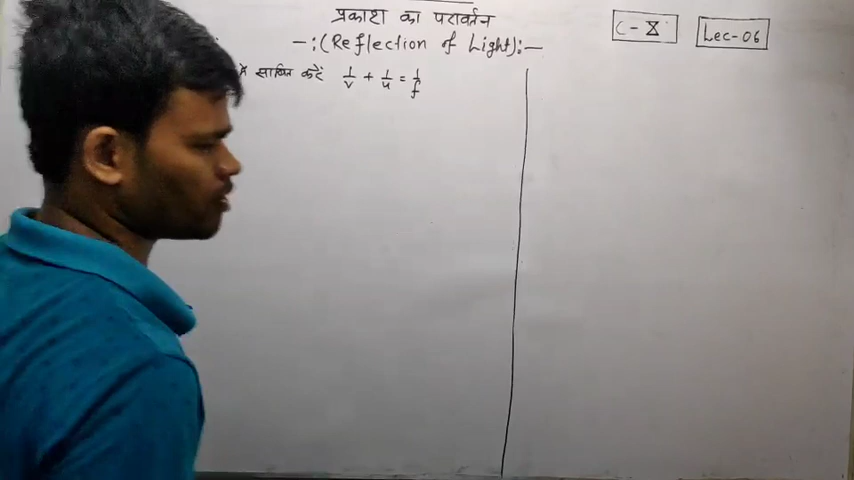 प्रकाश का परावर्तन
C-X
Lec-06
-:(Reflection of Light):-
में साबित करें 1/v + 1/u = 1/f